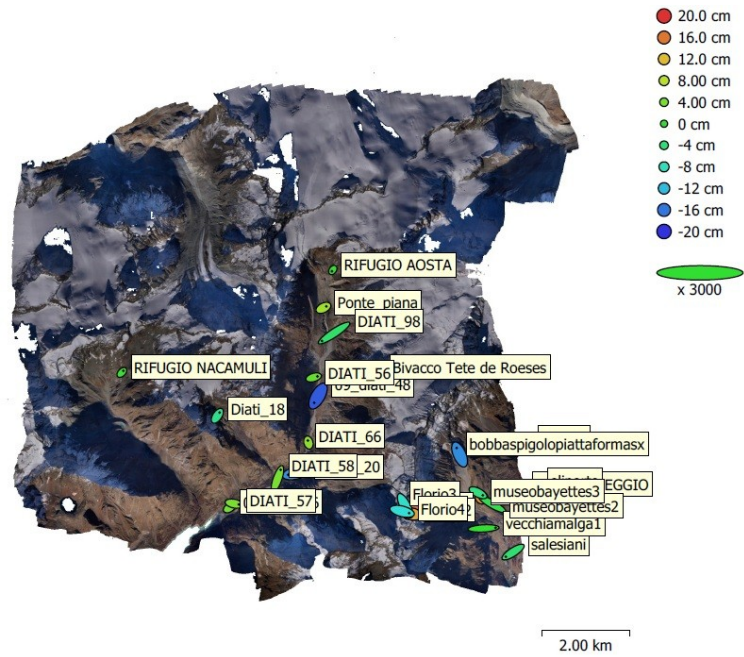 20.0 cm
16.0 cm
12.0 cm
8.00 cm
4.00 cm
0 cm
-4 cm
-8 cm
-12 cm
-16 cm
-20 cm
x 3000
RIFUGIO AOSTA
Ponte_piana
DIATI_98
RIFUGIO NACAMULI
DIATI_56
Bivacco Tete de Roeses
Diati_18
DIATI_66
bobbaspigolopiattaformasx
DIATI_58
_20
DIATI_57
Florio3
Florio4
museobayettes3
EGGIO
museobayettes2
vecchiamalga1
salesiani
2.00 km